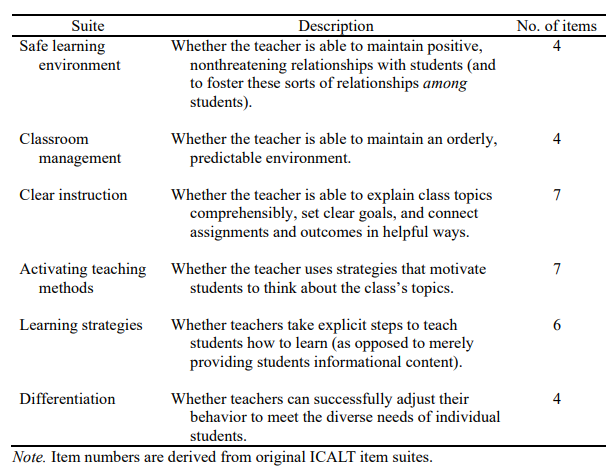 Suite Description No. of items
Safe learning Whether the teacher is able to maintain positive, 4
environment nonthreatening relationships with students (and
to foster these sorts of relationships among
students).
Classroom Whether the teacher is able to maintain an orderly, 4
management predictable environment.
Clear instruction Whether the teacher is able to explain class topics 7
comprehensibly, set clear goals, and connect
assignments and outcomes in helpful ways.
Activating teaching Whether the teacher uses strategies that motivate 7
methods students to think about the class’s topics.
Learning strategies Whether teachers take explicit steps to teach 6
students how to learn (as opposed to merely
providing students informational content).
Differentiation Whether teachers can successfully adjust their 4
behavior to meet the diverse needs of individual
students.
Note. Item numbers are derived from original ICALT item suites.